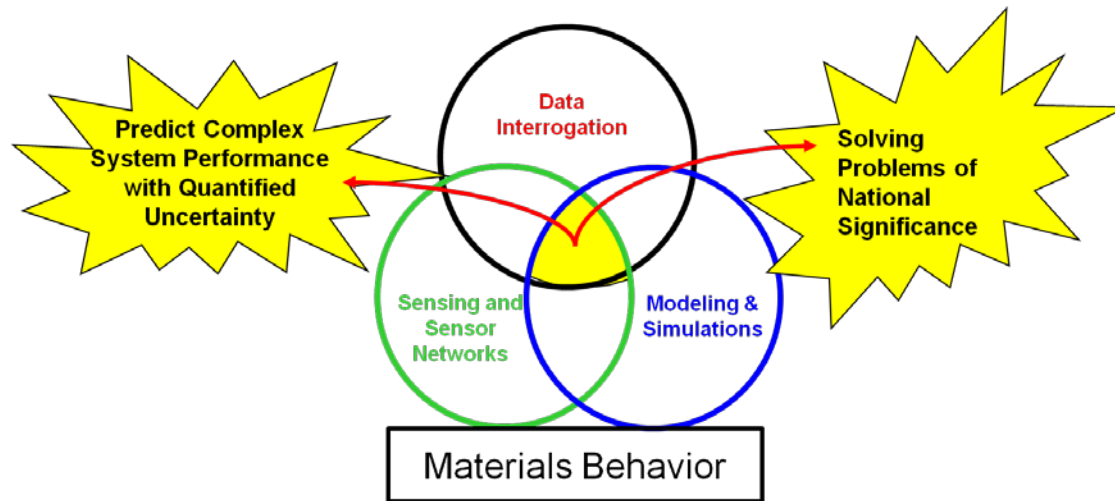 Data
Interrogation
Predict Complex
System Performance
with Quantified
Uncertainty
Solving
Problems of
National
Significance
Sensing and
Sensor
Networks
Modeling &
Simulations
Materials Behavior